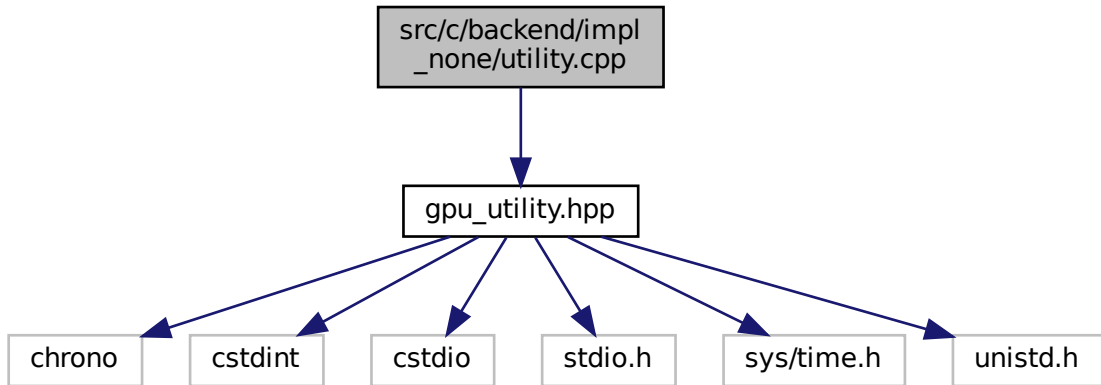 src/c/backend/impl
_none/utility.cpp
gpu_utility.hpp
chrono
cstdint
cstdio
stdio.h
sys/time.h
unistd.h